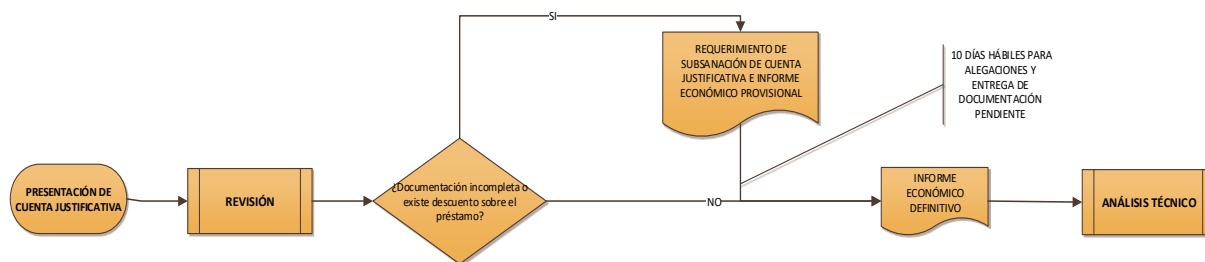 SI
REQUERIMIENTO DE
SUBSANACIÓN DE CUENTA
JUSTIFICATIVA E INFORME
ECONÓMICO PROVISIONAL
10 DÍAS HÁBILES PARA
ALEGACIONES Y
ENTREGA DE
DOCUMENTACIÓN
PENDIENTE
PRESENTACIÓN DE
CUENTA JUSTIFICATIVA
REVISIÓN
¿Documentación incompleta o
existe descuento sobre el
préstamo?
NO
INFORME
ECONÓMICO
DEFINITIVO
ANÁLISIS TÉCNICO